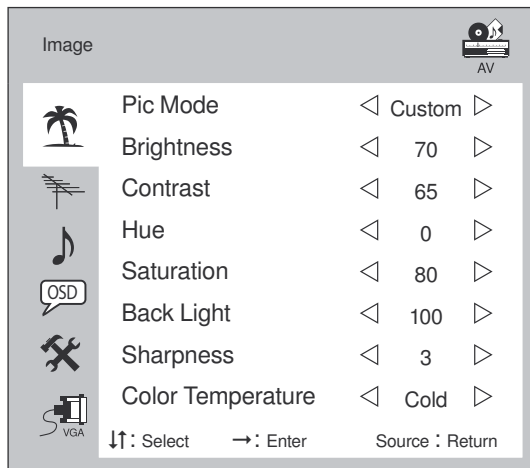 Image
AV
Pic Mode ◁ Custom ▷
Brightness ◁ 70 ▷
Contrast ◁ 65 ▷
Hue ◁ 0 ▷
Saturation ◁ 80 ▷
OSD
Back Light ◁ 100 ▷
Sharpness ◁ 3 ▷
Color Temperature ◁ Cold ▷
VGA
↓↑: Select →: Enter Source : Return